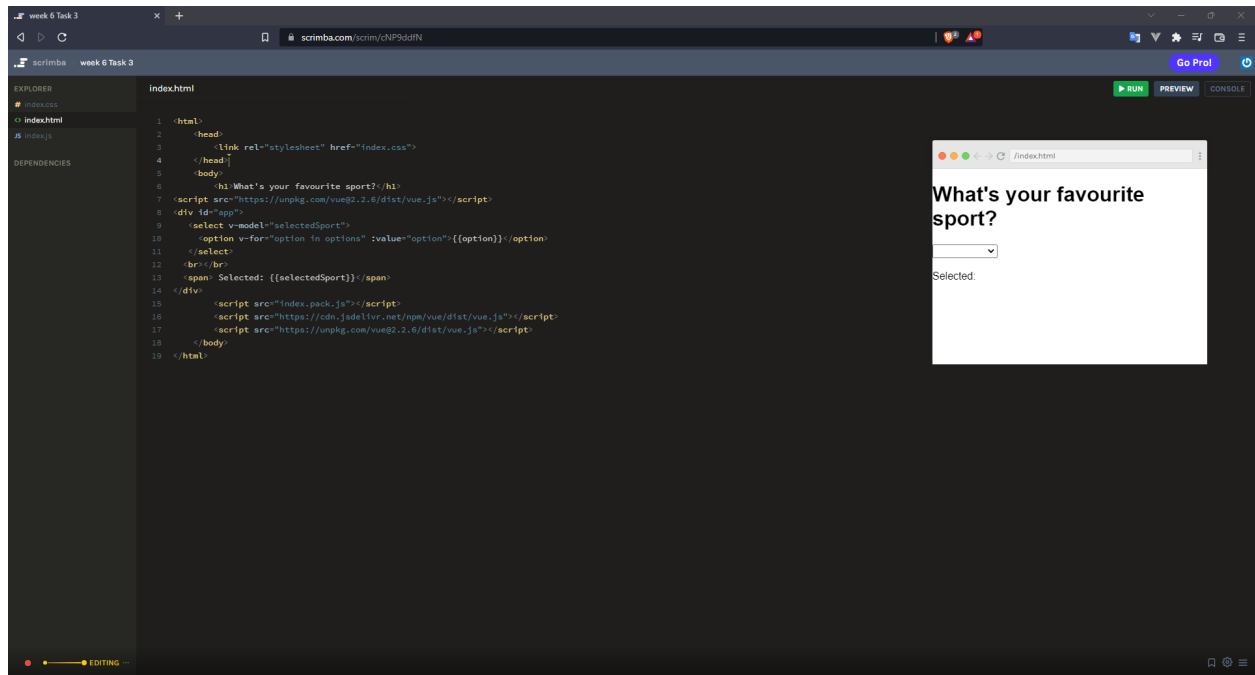 week 6 Task 3
scrimba.com/scrim/cNP9ddfN
scrimba week 6 Task 3
Go Pro!
EXPLORER
index.html
RUN PREVIEW CONSOLE
# index.css
<> index.html
JS index.js
DEPENDENCIES
1 <html>
2 <head>
3 <link rel="stylesheet" href="index.css">
4 </head>
5 <body>
6 <h1>What's your favourite sport?</h1>
7 <script src="https://unpkg.com/vue@2.2.6/dist/vue.js"></script>
8 <div id="app">
9 <select v-model="selectedSport">
10 <option v-for="option in options" :value="option">{{option}}</option>
11 </select>
12 <br></br>
13 <span> Selected: {{selectedSport}}</span>
14 </div>
15 <script src="index.pack.js"></script>
16 <script src="https://cdn.jsdelivr.net/npm/vue/dist/vue.js"></script>
17 <script src="https://unpkg.com/vue@2.2.6/dist/vue.js"></script>
18 </body>
19 </html>
/index.html
What's your favourite
sport?
Selected:
EDITING ...